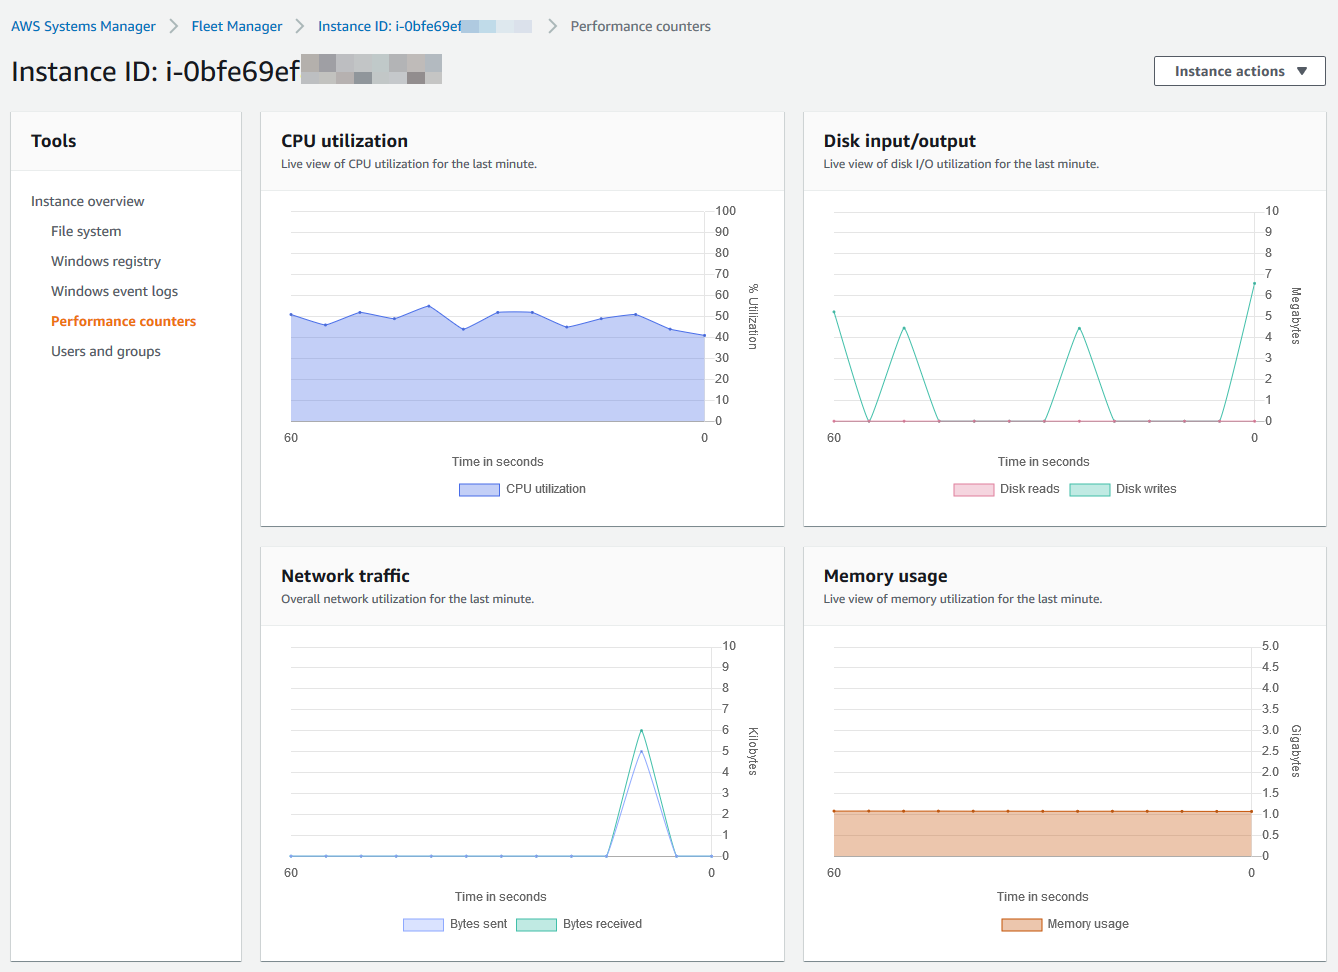 AWS Systems Manager > Fleet Manager > Instance ID: i-0bfe69ef > Performance counters
Instance ID: i-0bfe69ef
Instance actions ▼
Tools
Instance overview
File system
Windows registry
Windows event logs
Performance counters
Users and groups
CPU utilization
Live view of CPU utilization for the last minute.
100
90
80
70
60
50
40
30
20
10
0
% Utilization
60 0
Time in seconds
CPU utilization
Disk input/output
Live view of disk I/O utilization for the last minute.
10
9
8
7
6
5
4
3
2
1
0
Megabytes
60 0
Time in seconds
Disk reads Disk writes
Network traffic
Overall network utilization for the last minute.
10
9
8
7
6
5
4
3
2
1
0
Kilobytes
60 0
Time in seconds
Bytes sent Bytes received
Memory usage
Live view of memory utilization for the last minute.
5.0
4.5
4.0
3.5
3.0
2.5
2.0
1.5
1.0
0.5
0
Gigabytes
60 0
Time in seconds
Memory usage